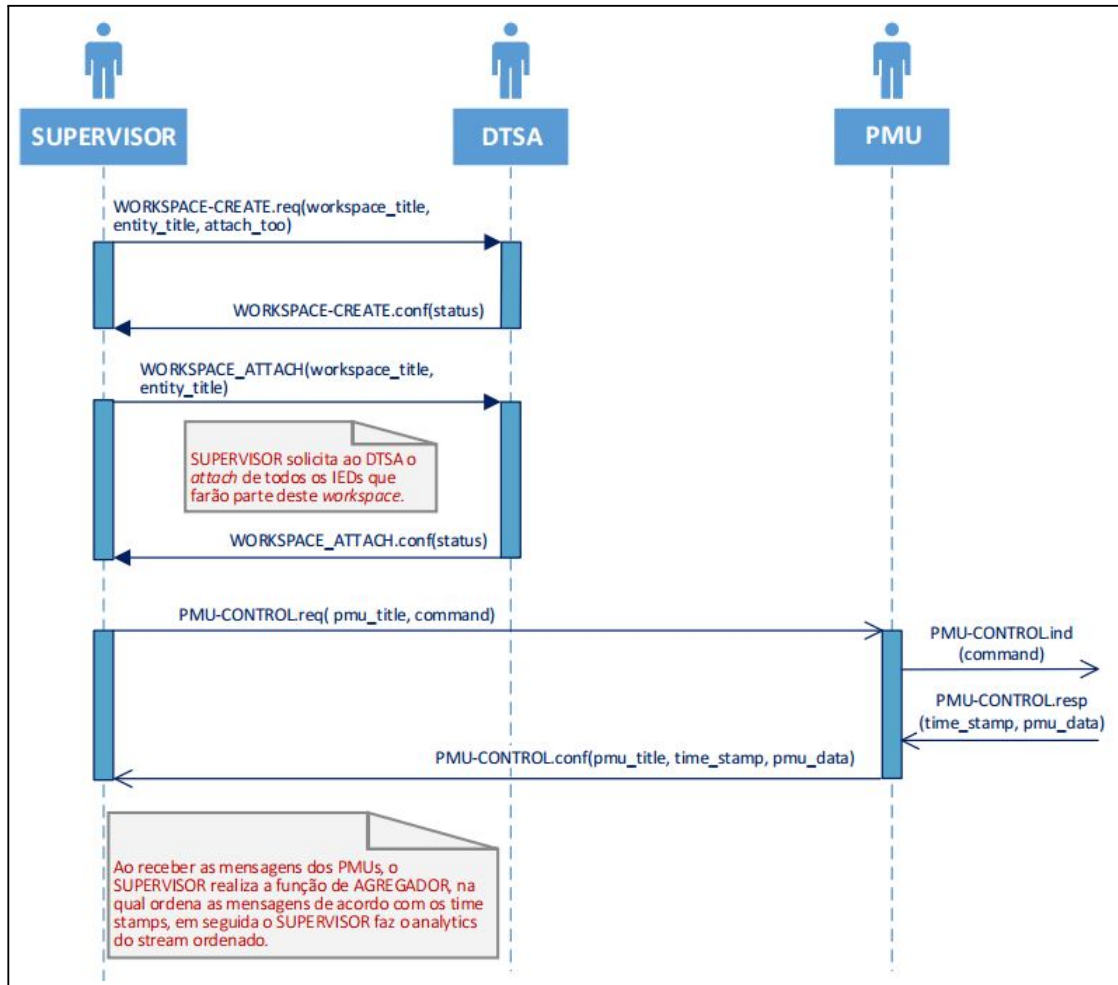 SUPERVISOR
DTSA
PMU
WORKSPACE-CREATE.req(workspace_title,
entity_title, attach_too)
WORKSPACE-CREATE.conf(status)
WORKSPACE_ATTACH(workspace_title,
entity_title)
SUPERVISOR solicita ao DTSA o
attach de todos os IEDs que
farão parte deste workspace.
WORKSPACE_ATTACH.conf(status)
PMU-CONTROL.req( pmu_title, command)
PMU-CONTROL.ind
(command)
PMU-CONTROL.resp
(time_stamp, pmu_data)
PMU-CONTROL.conf(pmu_title, time_stamp, pmu_data)
Ao receber as mensagens dos PMUs, o
SUPERVISOR realiza a função de AGREGADOR, na
qual ordena as mensagens de acordo com os time
stamps, em seguida o SUPERVISOR faz o analytics
do stream ordenado.